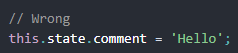 // Wrong
this.state.comment = 'Hello';